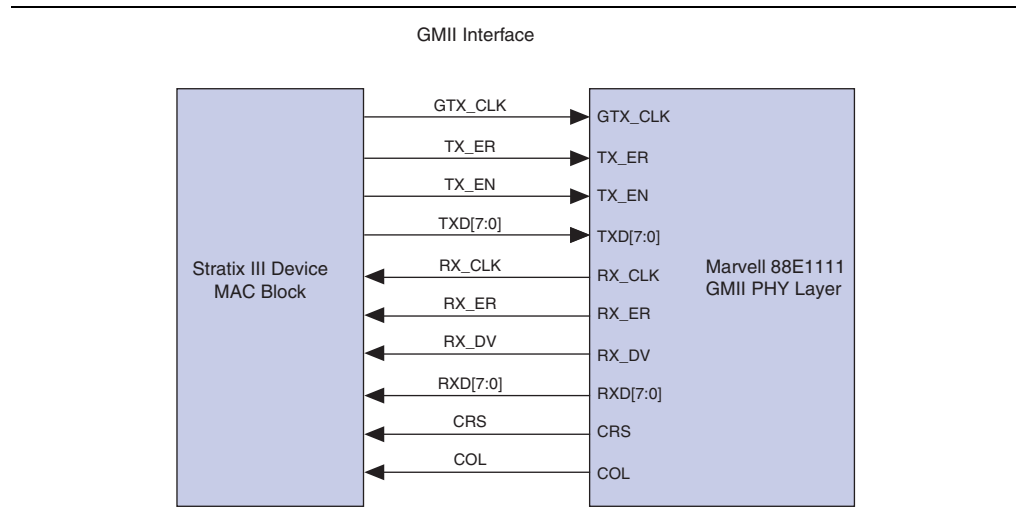 GMII Interface
GTX_CLK
GTX_CLK
TX_ER
TX_ER
TX_EN
TX_EN
TXD[7:0]
TXD[7:0]
Stratix III Device
MAC Block
RX_CLK
RX_CLK
Marvell 88E1111
GMII PHY Layer
RX_ER
RX_ER
RX_DV
RX_DV
RXD[7:0]
RXD[7:0]
CRS
CRS
COL
COL